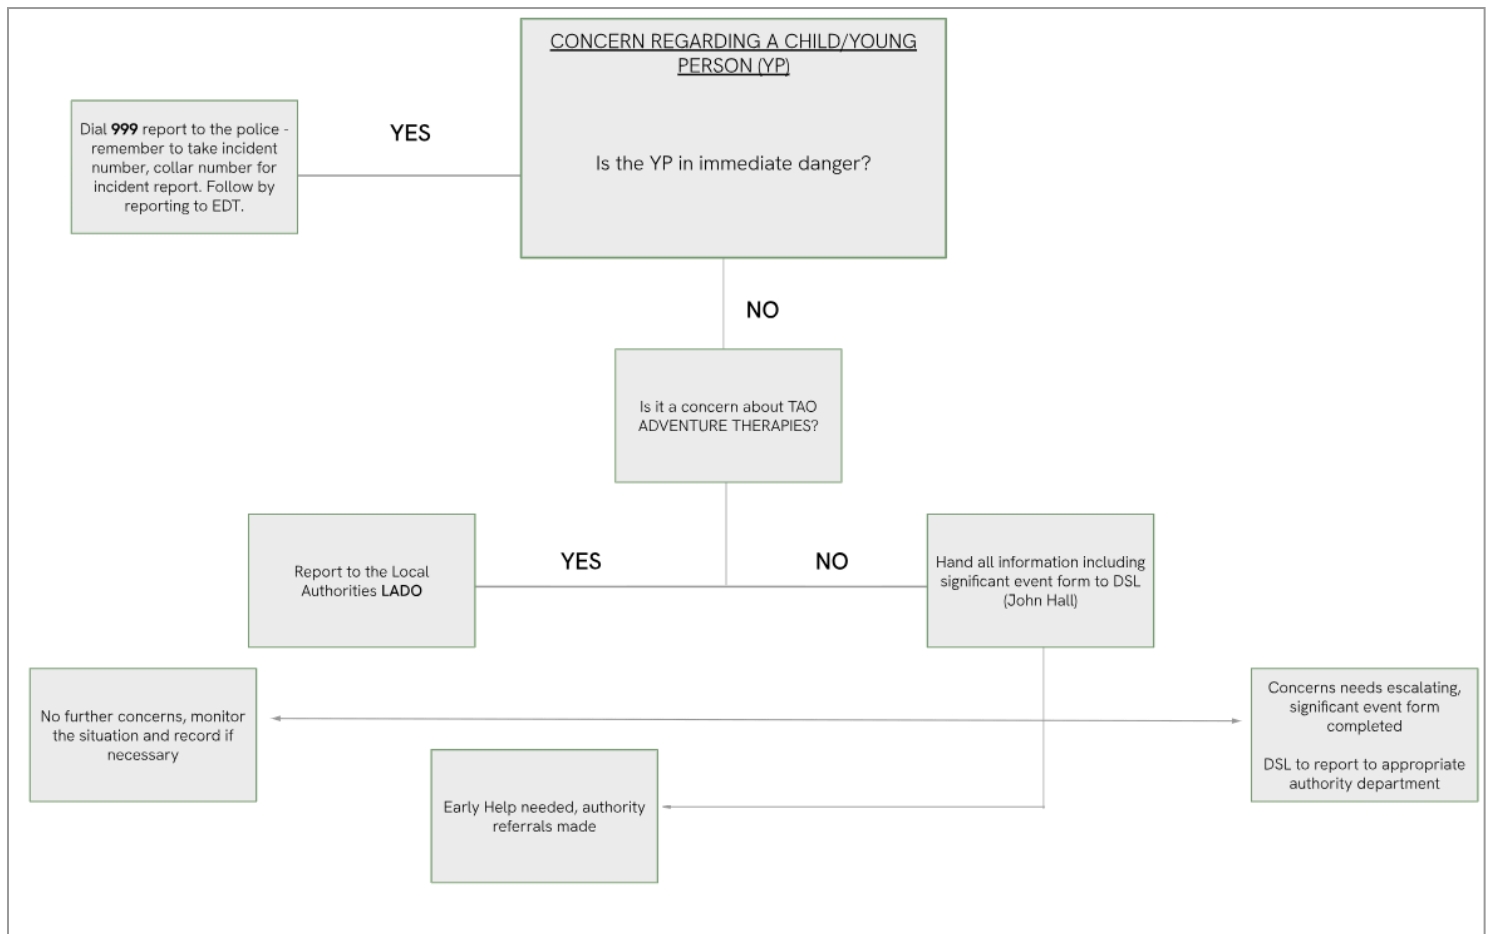 CONCERN REGARDING A CHILD/YOUNG
PERSON (YP)
Is the YP in immediate danger?
YES
Dial 999 report to the police -
remember to take incident
number, collar number for
incident report. Follow by
reporting to EDT.
NO
Is it a concern about TAO
ADVENTURE THERAPIES?
YES
NO
Report to the Local
Authorities LADO
Hand all information including
significant event form to DSL
(John Hall)
No further concerns, monitor
the situation and record if
necessary
Concerns needs escalating,
significant event form
completed
DSL to report to appropriate
authority department
Early Help needed, authority
referrals made